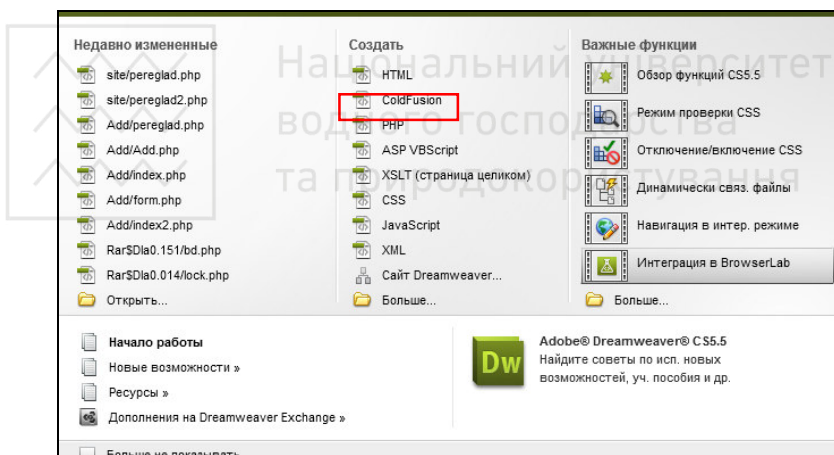 Недавно измененные
site/pereglad.php
site/pereglad2.php
Add/pereglad.php
Add/Add.php
Add/index.php
Add/form.php
Add/index2.php
Rar$DIa0.151/bd.php
Rar$DIa0.014/lock.php
Открыть...
Создать
HTML
ColdFusion
PHP
ASP VBScript
XSLT (страница целиком)
CSS
JavaScript
XML
Сайт Dreamweaver...
Больше...
Важные функции
Обзор функций CS5.5
Режим проверки CSS
Отключение/включение CSS
Динамически связ. файлы
Навигация в интер. режиме
Интеграция в BrowserLab
Больше...
Начало работы
Новые возможности »
Ресурсы »
Дополнения на Dreamweaver Exchange »
Dw
Adobe® Dreamweaver® CS5.5
Найдите советы по исп. новых
возможностей, уч. пособия и др.
Больше не показывать
Національний університет
водного господарства
та природокористування